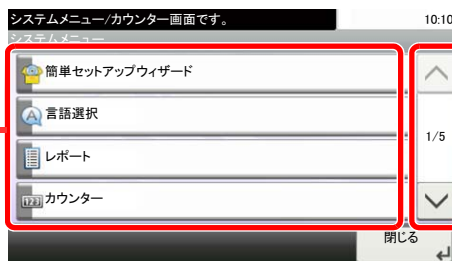 システムメニュー/カウンター画面です。
10:10
システムメニュー
簡単セットアップウィザード
言語選択
レポート
1/5
カウンター
閉じる